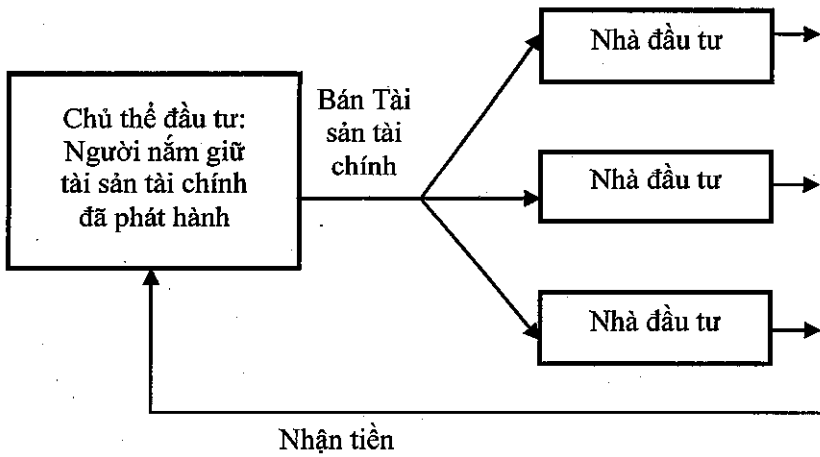 Chủ thể đầu tư:
Người nắm giữ
tài sản tài chính
đã phát hành
Bán Tài
sản tài
chính
Nhà đầu tư
Nhà đầu tư
Nhà đầu tư
Nhận tiền